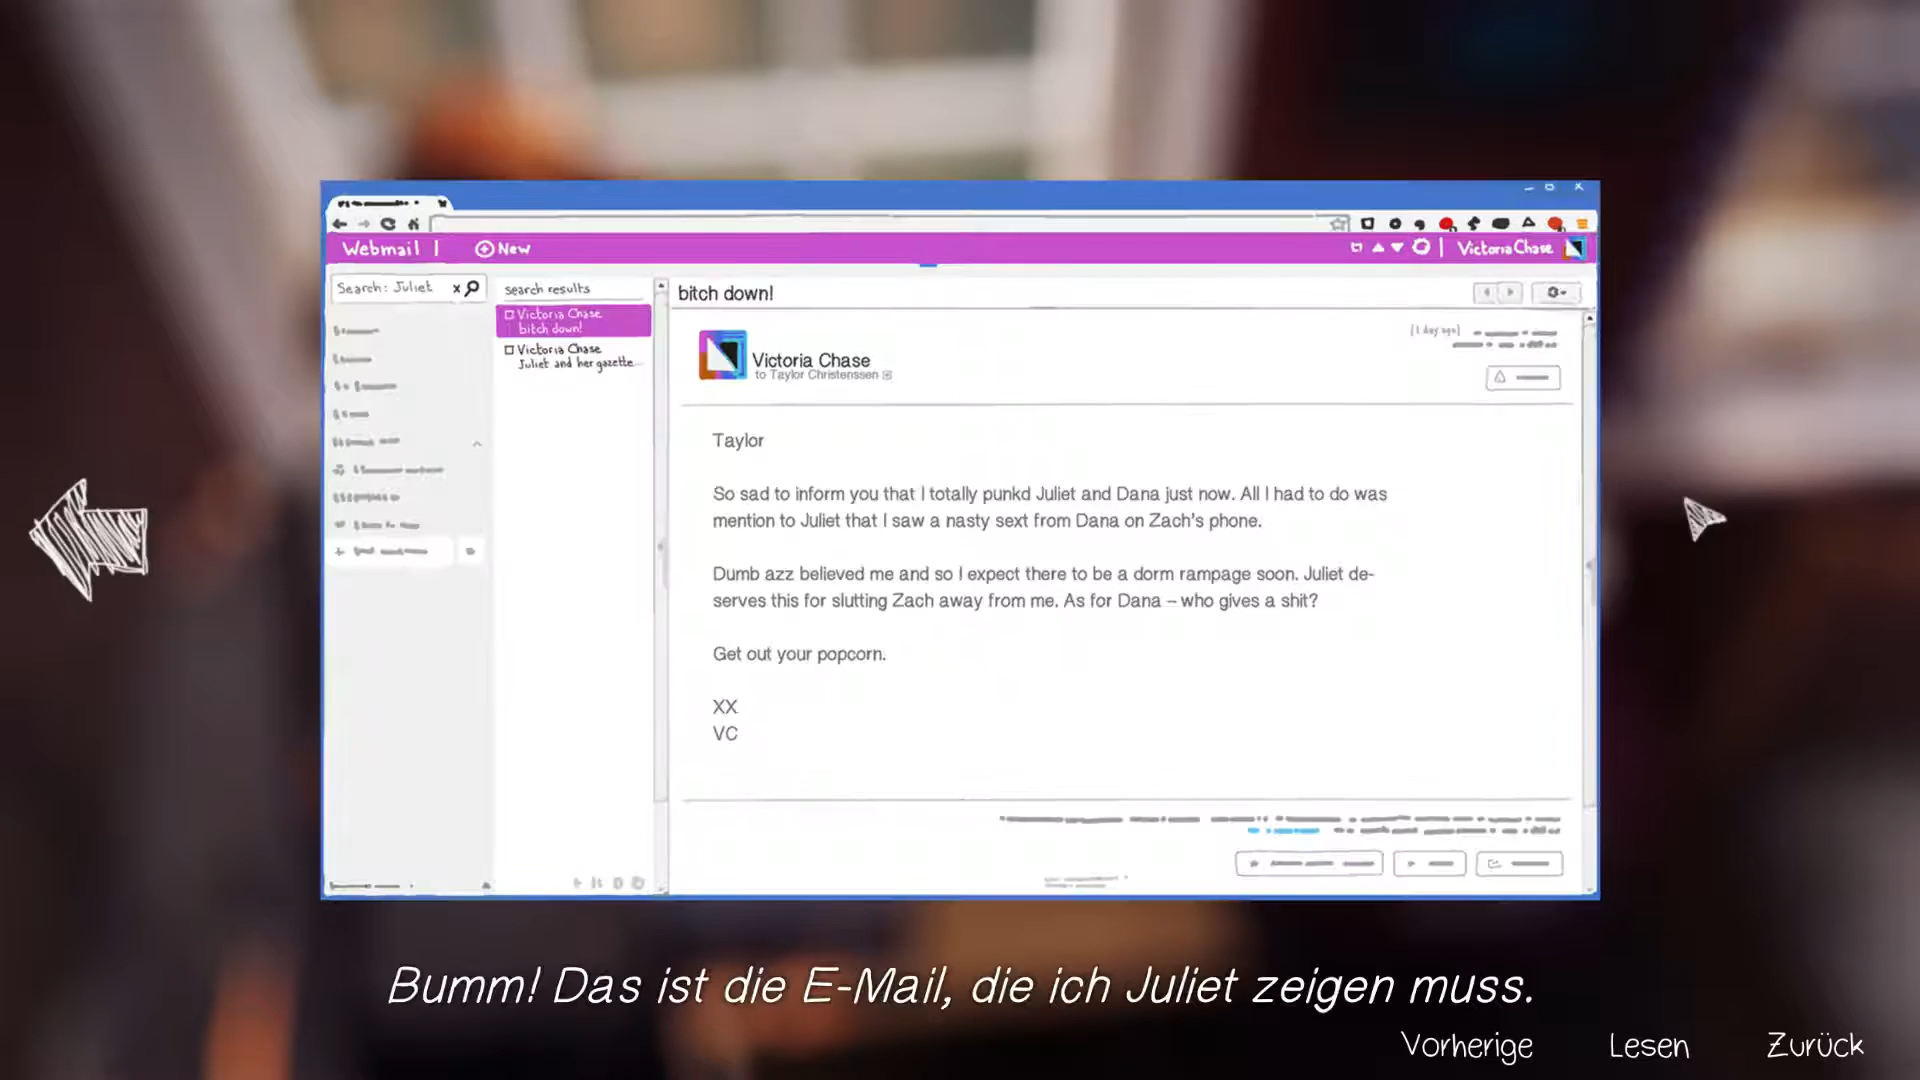 Webmail |
New
Victoria Chase
Search: Juliet
x
search results
Victoria Chase
bitch down!
Victoria Chase
Juliet and her gazette...
bitch down!
[1 day ago]
Victoria Chase
to Taylor Christenssen
Taylor
So sad to inform you that I totally punkd Juliet and Dana just now. All I had to do was
mention to Juliet that I saw a nasty sext from Dana on Zach's phone.
Dumb azz believed me and so I expect there to be a dorm rampage soon. Juliet de-
serves this for slutting Zach away from me. As for Dana – who gives a shit?
Get out your popcorn.
XX
VC
Bumm! Das ist die E-Mail, die ich Juliet zeigen muss.
Vorherige
Lesen
Zurück